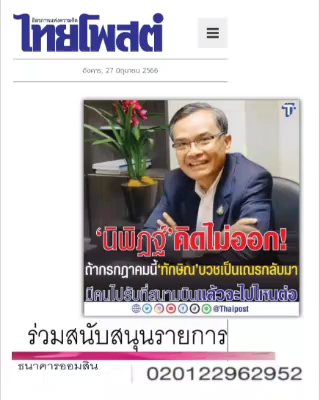 อิสรภาพแห่งความคิด
ไทยโพสต์
อังคาร, 27 มิถุนายน 2566
'นิพิฏฐ์'คิดไม่ออก!
ถ้ากรกฎาคมนี้'ทักษิณ'บวชเป็นเณรกลับมา
มีคนไปรับที่สนามบินแล้วจะไปไหนต่อ
@Thaipost
ร่วมสนับสนุนรายการ
ธนาคารออมสิน
020122962952